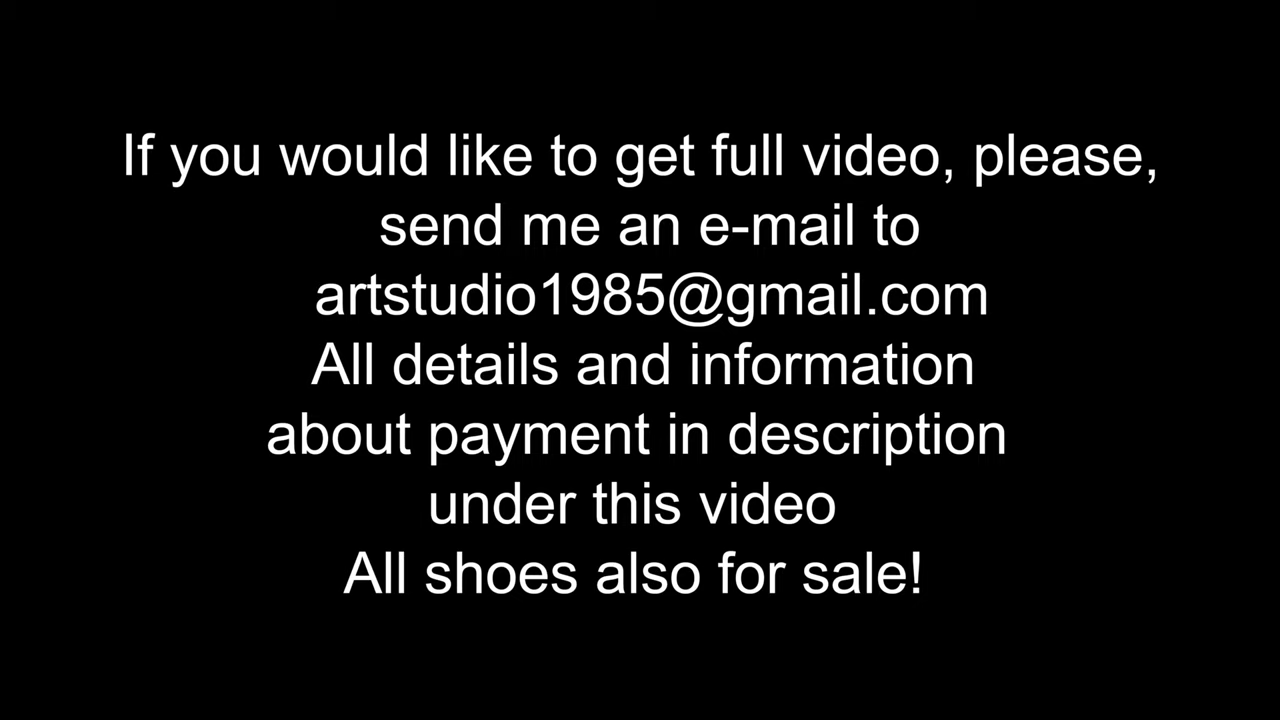 If you would like to get full video, please,
send me an e-mail to
artstudio1985@gmail.com
All details and information
about payment in description
under this video
All shoes also for sale!